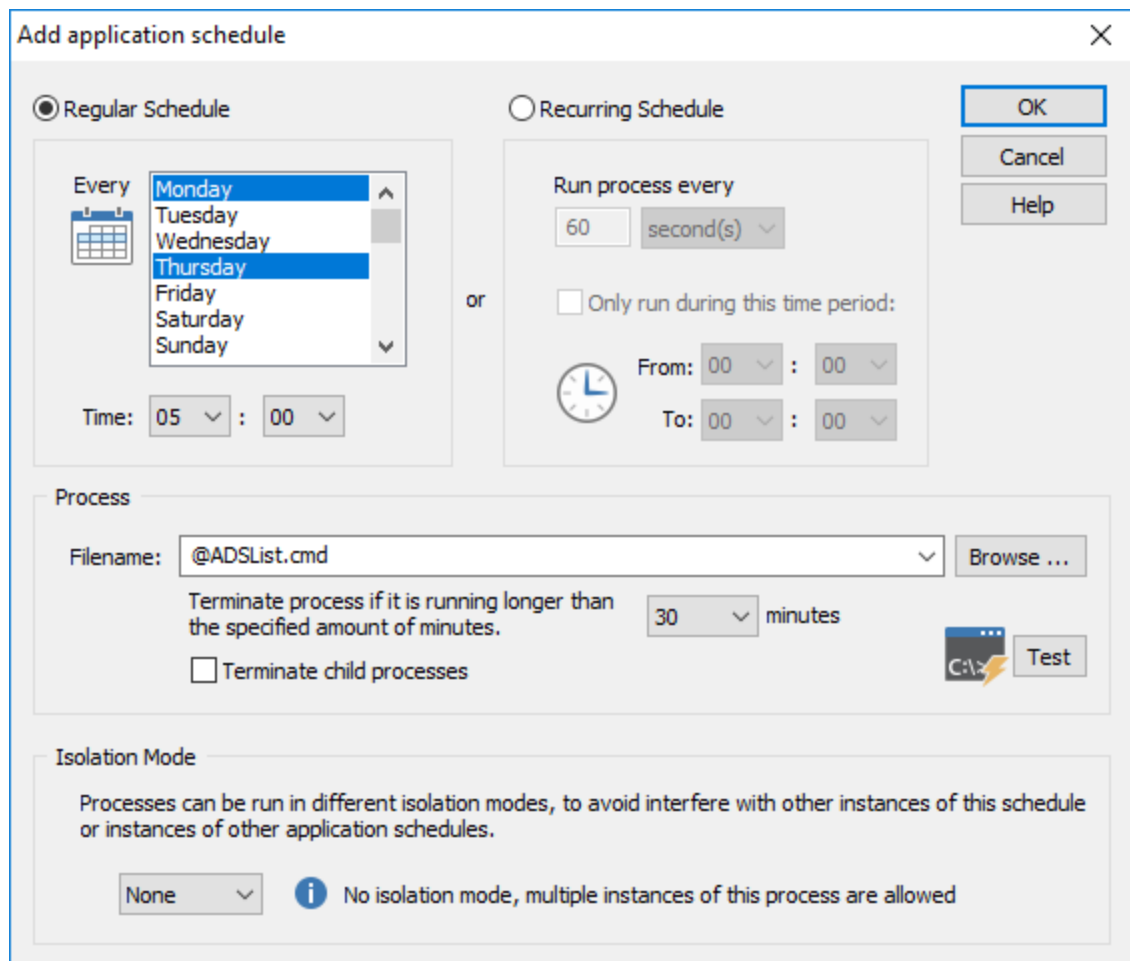 Add application schedule
Regular Schedule
Recurring Schedule
OK
Cancel
Help
Every
Monday
Tuesday
Wednesday
Thursday
Friday
Saturday
Sunday
Time: 05 : 00
or
Run process every
60 second(s)
Only run during this time period:
From: 00 : 00
To: 00 : 00
Process
Filename: @ADSList.cmd Browse ...
Terminate process if it is running longer than
the specified amount of minutes.
30 minutes
Terminate child processes
C:\>
Test
Isolation Mode
Processes can be run in different isolation modes, to avoid interfere with other instances of this schedule
or instances of other application schedules.
None
i
No isolation mode, multiple instances of this process are allowed